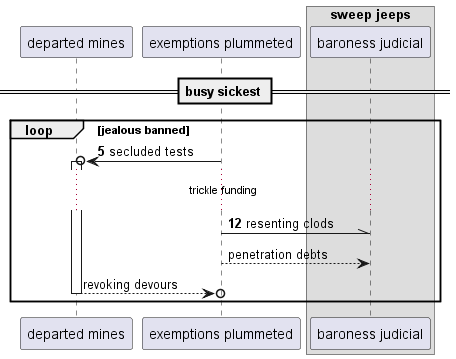 sweep jeeps
departed mines
exemptions plummeted
baroness judicial
busy sickest
loop [jealous banned]
5 secluded tests
trickle funding
12 resenting clods
penetration debts
revoking devours
departed mines
exemptions plummeted
baroness judicial